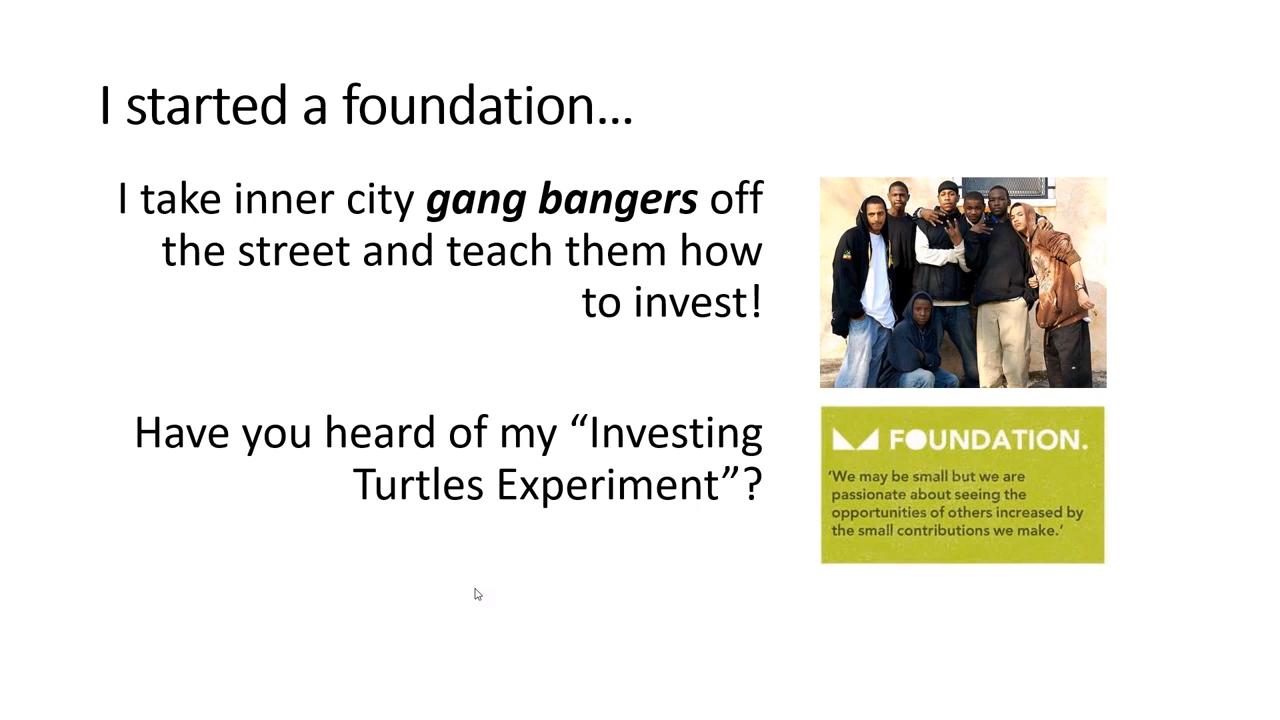 I started a foundation…
I take inner city gang bangers off
the street and teach them how
to invest!
Have you heard of my “Investing
Turtles Experiment”?
FOUNDATION.
‘We may be small but we are
passionate about seeing the
opportunities of others increased by
the small contributions we make.’